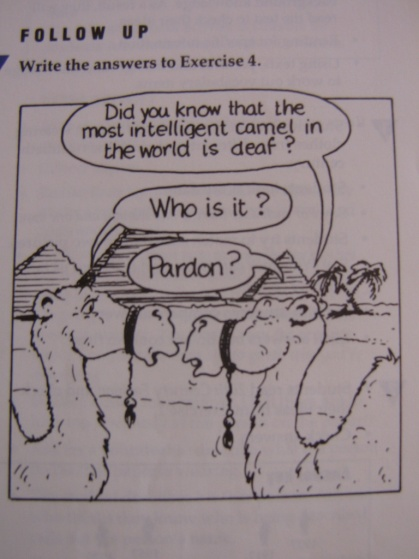 FOLLOW UP
Write the answers to Exercise 4.
Did you know that the
most intelligent camel in
the world is deaf?
Who is it?
Pardon?